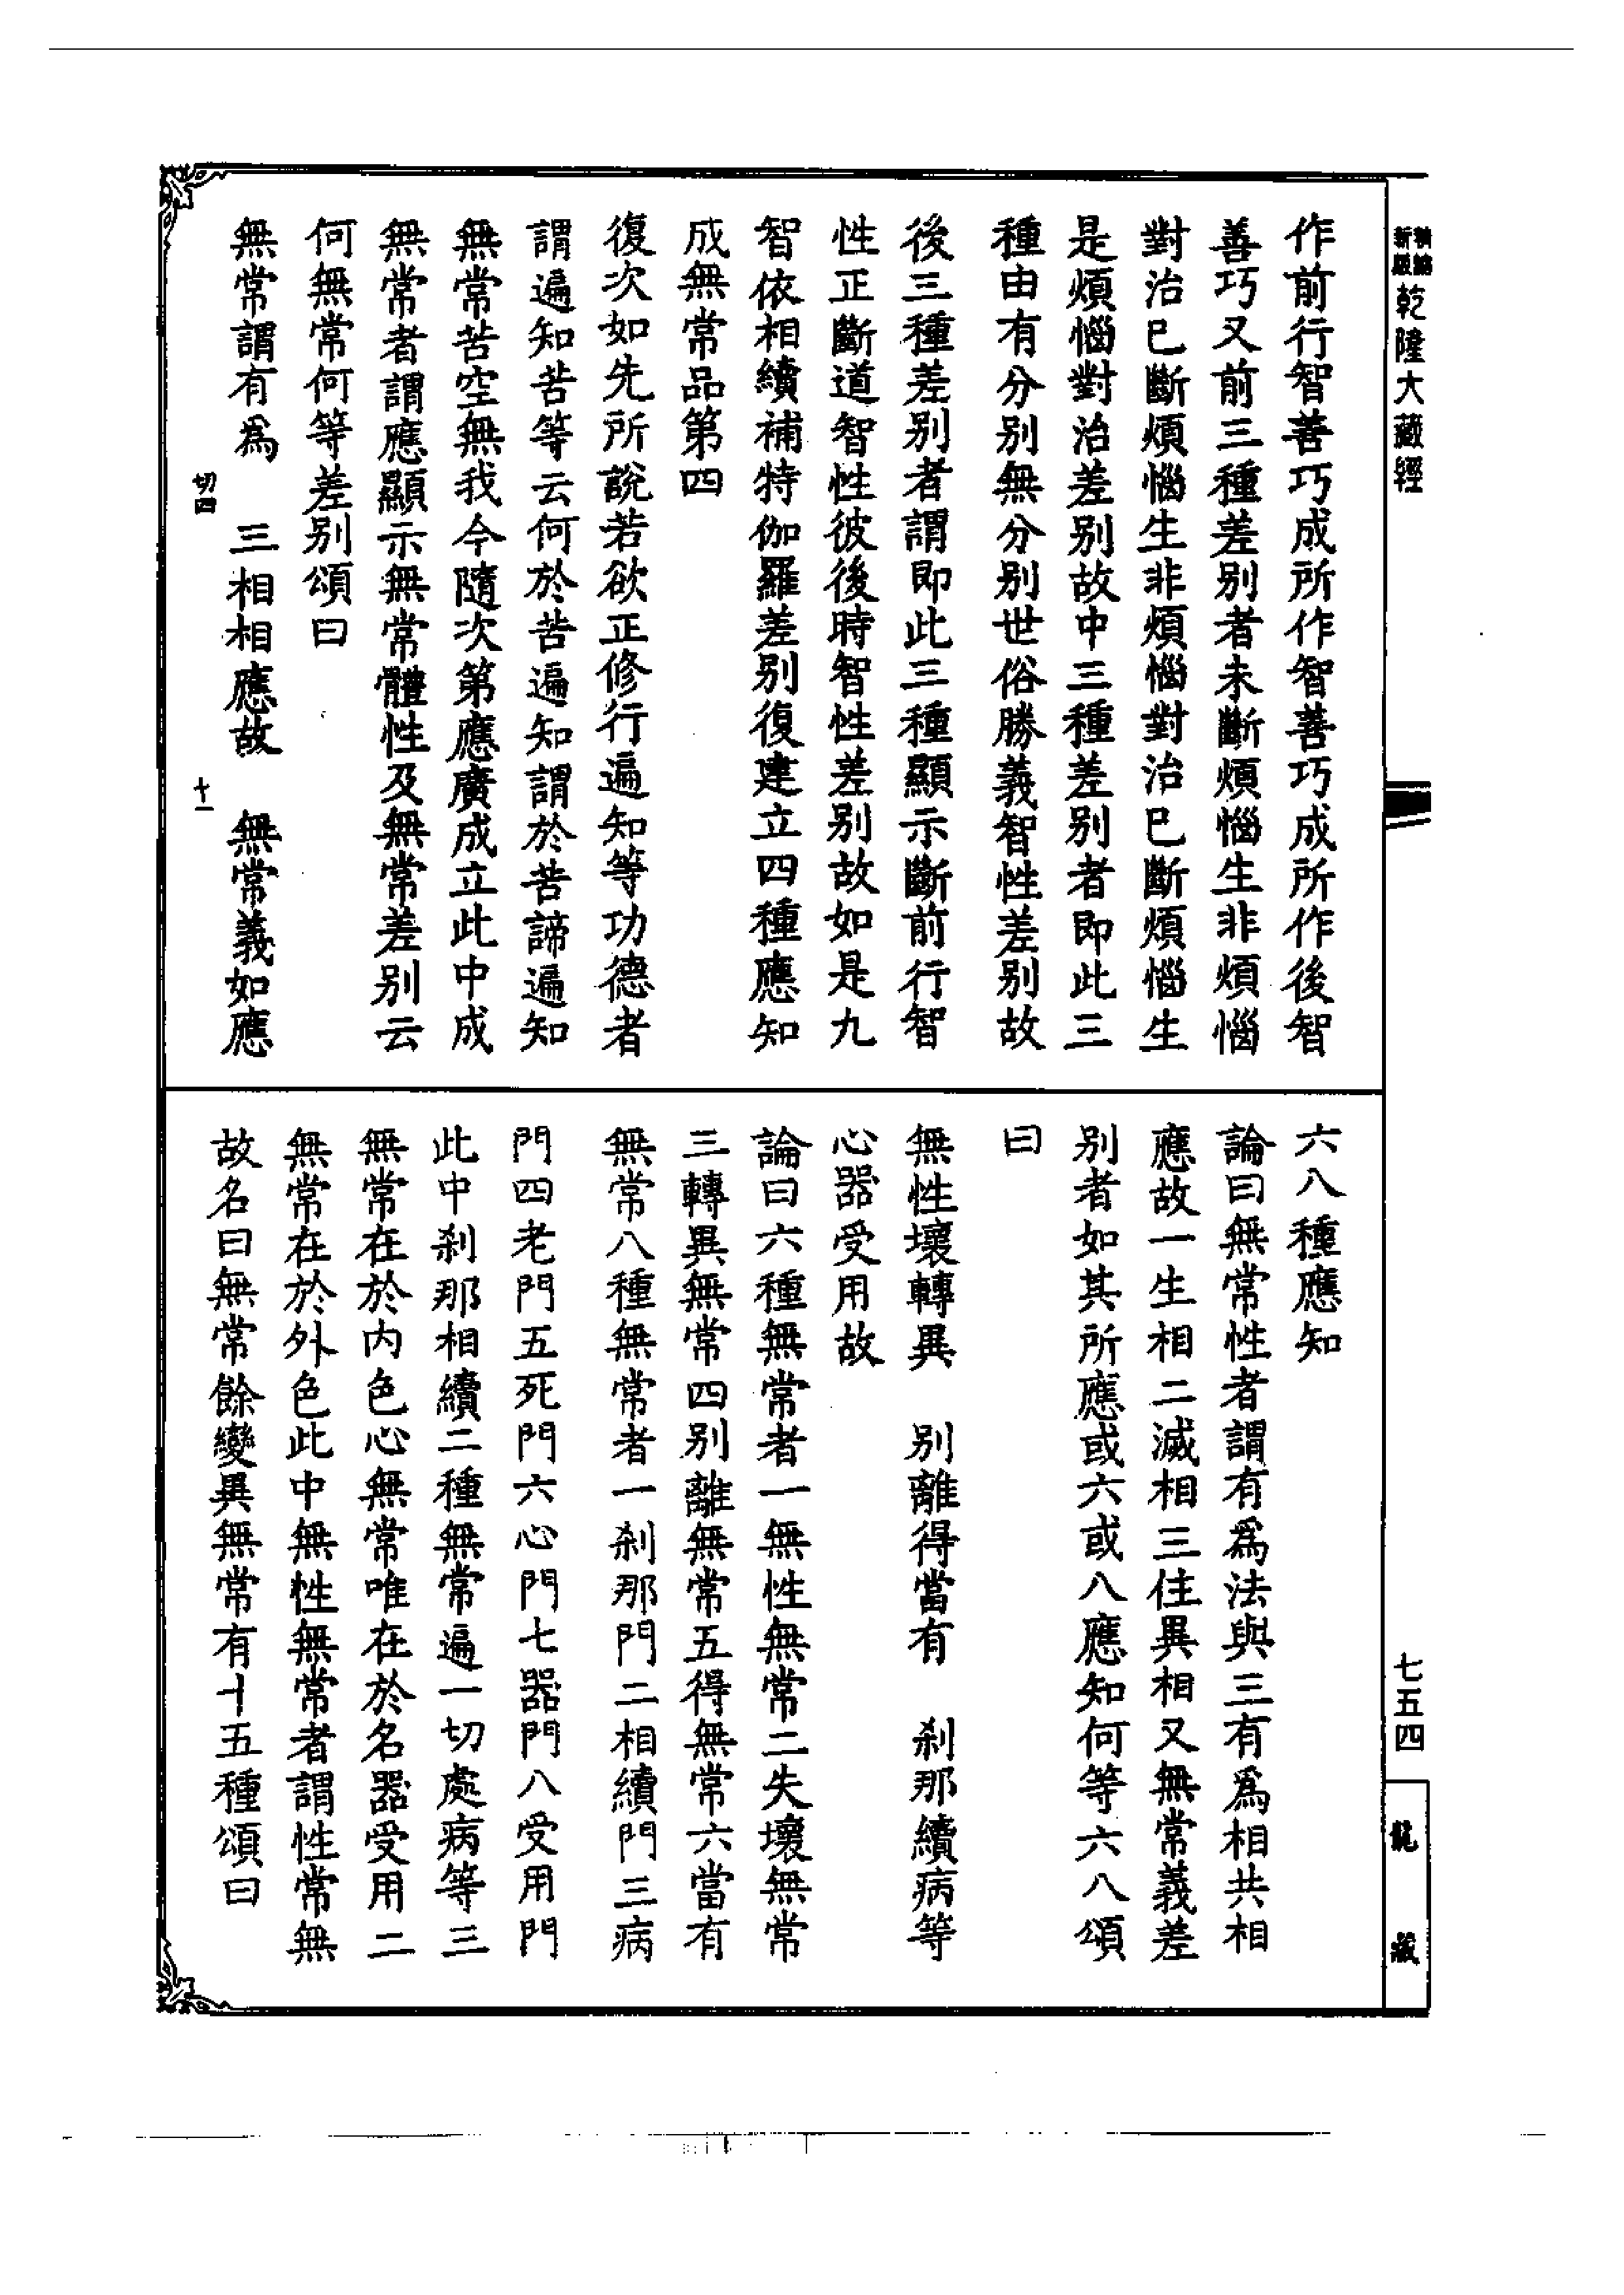 新編
新版
乾隆大藏經
七五四
龍藏
作前行智善巧成所作智善巧成所作後智
善巧又前三種差別者未斷煩惱生非煩惱
對治已斷煩惱生非煩惱對治已斷煩惱生
是煩惱對治差別故中三種差別者即此三
種由有分別無分別世俗勝義智性差別故
後三種差別者謂即此三種顯示斷前行智
性正斷道智性彼後時智性差別故如是九
智依相續補特伽羅差別復建立四種應知
成無常品第四
復次如先所說若欲正修行遍知等功德者
謂遍知苦等云何於苦遍知謂於苦諦遍知
無常苦空無我今隨次第應廣成立此中成
無常者謂應顯示無常體性及無常差別云
何無常何等差別頌曰
無常謂有爲 三相相應故 無常義如應
切四 十一
六八種應知
論曰無常性者謂有爲法與三有爲相共相
應故一生相二滅相三住異相又無常義差
別者如其所應或六或八應知何等六八頌
曰
無性壞轉異 別離得當有 刹那續病等
心器受用故
論曰六種無常者一無性無常二失壞無常
三轉異無常四別離無常五得無常六當有
無常八種無常者一刹那門二相續門三病
門四老門五死門六心門七器門八受用門
此中刹那相續二種無常遍一切處病等三
無常在於內色心無常唯在於名器受用二
無常在於外色此中無性無常者謂性常無
故名曰無常餘變異無常有十五種頌曰